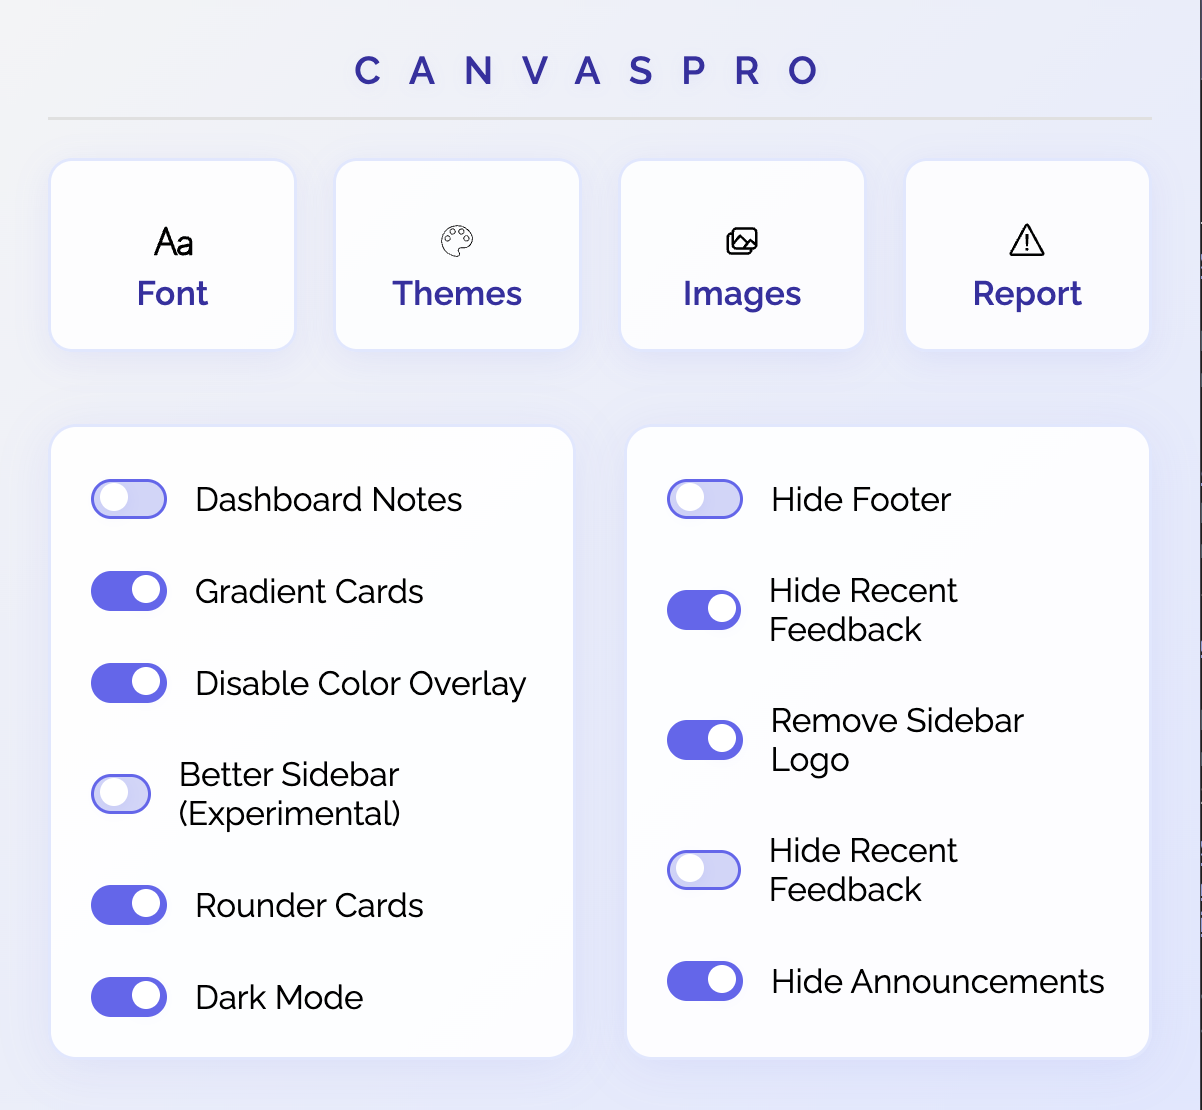 CANVASPRO
Aa
Font
Themes
Images
Report
Dashboard Notes
Gradient Cards
Disable Color Overlay
Better Sidebar
(Experimental)
Rounder Cards
Dark Mode
Hide Footer
Hide Recent
Feedback
Remove Sidebar
Logo
Hide Recent
Feedback
Hide Announcements